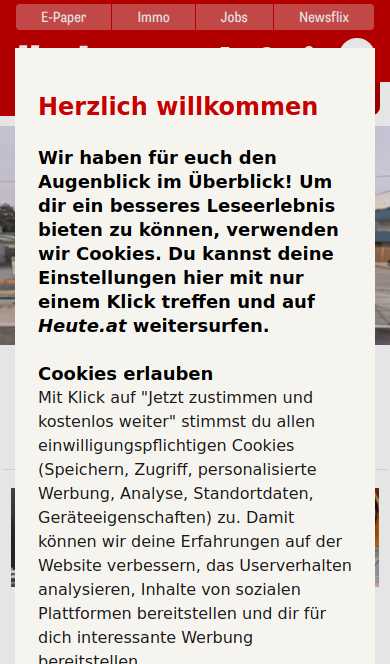 E-Paper
Immo
Jobs
Newsflix
Herzlich willkommen
Wir haben für euch den
Augenblick im Überblick! Um
dir ein besseres Leseerlebnis
bieten zu können, verwenden
wir Cookies. Du kannst deine
Einstellungen hier mit nur
einem Klick treffen und auf
Heute.at weitersurfen.
Cookies erlauben
Mit Klick auf "Jetzt zustimmen und
kostenlos weiter" stimmst du allen
einwilligungspflichtigen Cookies
(Speichern, Zugriff, personalisierte
Werbung, Analyse, Standortdaten,
Geräteeigenschaften) zu. Damit
können wir deine Erfahrungen auf der
Website verbessern, das Userverhalten
analysieren, Inhalte von sozialen
Plattformen bereitstellen und dir für
dich interessante Werbung
bereitstellen